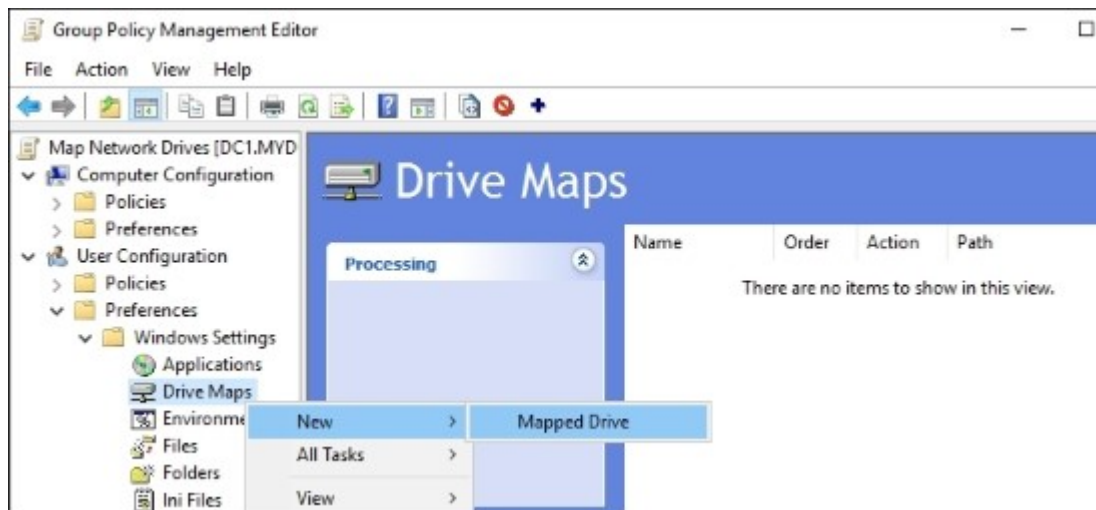 Group Policy Management Editor
File Action View Help
Map Network Drives [DC1.MYD
Computer Configuration
Policies
Preferences
User Configuration
Policies
Preferences
Windows Settings
Applications
Drive Maps
Environme
Files
Folders
Ini Files
New
Mapped Drive
All Tasks
View
Drive Maps
Processing
Name Order Action Path
There are no items to show in this view.